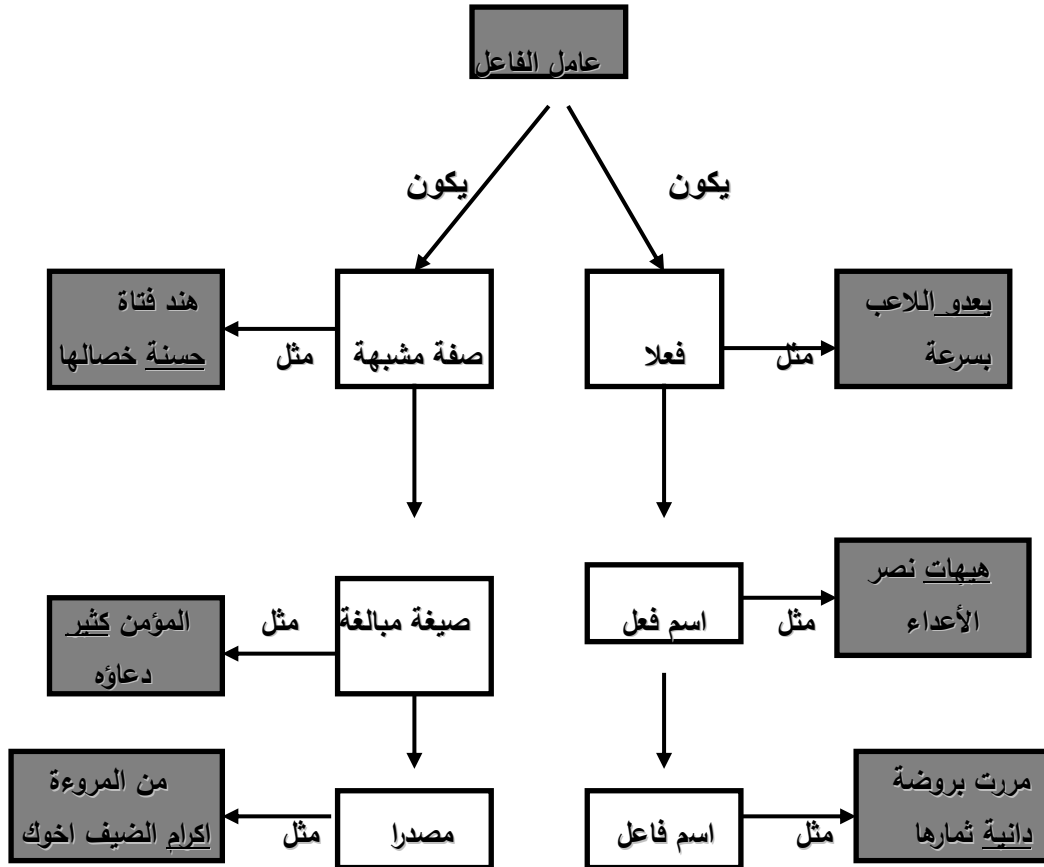 عامل الفاعل
يكون
يكون
يعدو اللاعب
بسرعة
مثل
فعلا
صفة مشبهة
مثل
هند فتاة
حسنة خصالها
هيهات نصر
الأعداء
مثل
اسم فعل
صيغة مبالغة
مثل
المؤمن كثير
دعاؤه
مررت بروضة
دانية ثمارها
مثل
اسم فاعل
مصدرا
مثل
من المروءة
اكرام الضيف اخوك